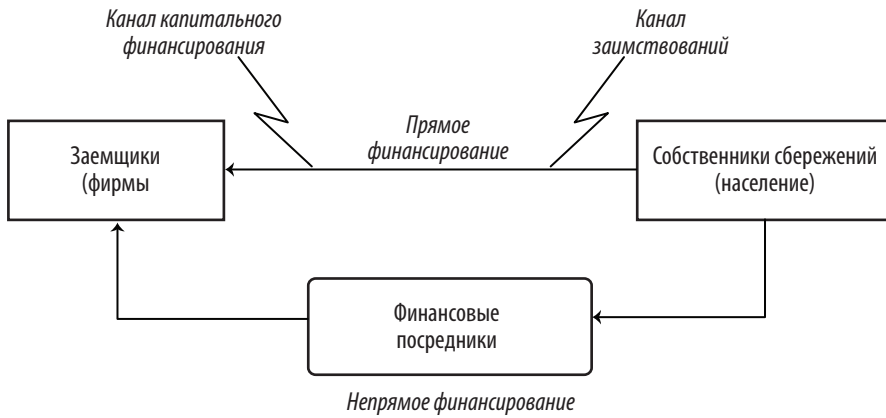 Канал капитального
финансирования
Канал
заимствований
Прямое
финансирование
Заемщики
(фирмы
Собственники сбережений
(население)
Финансовые
посредники
Непрямое финансирование